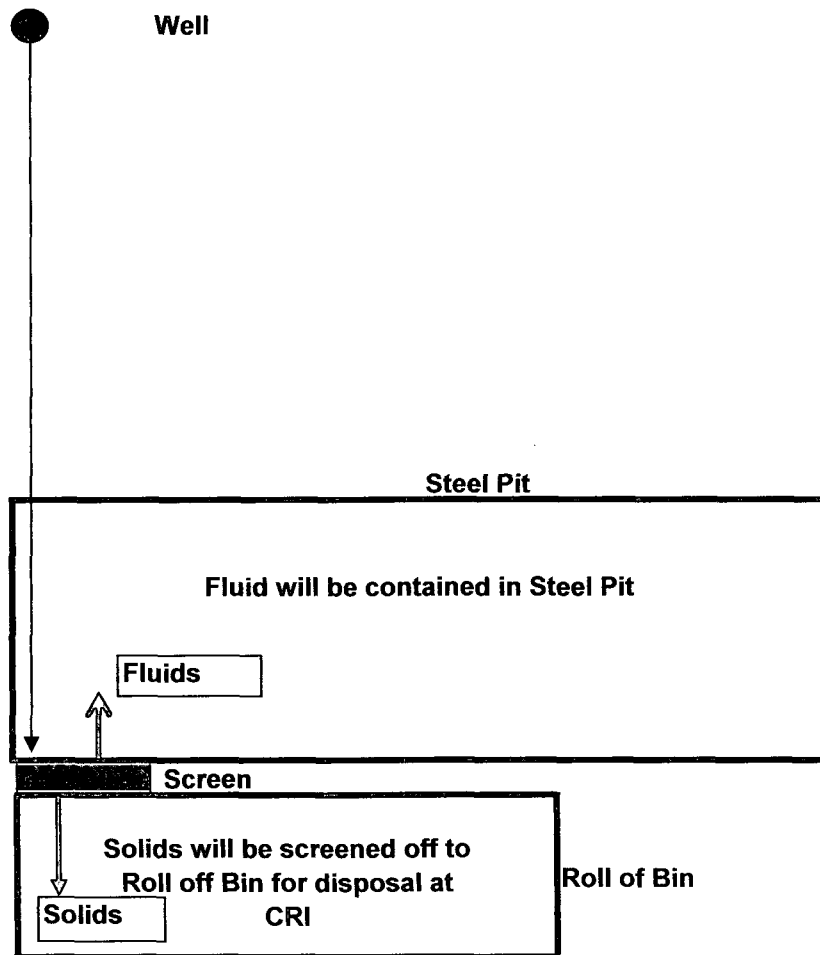 Well
Steel Pit
Fluid will be contained in Steel Pit
Fluids
Screen
Solids will be screened off to
Roll off Bin for disposal at
CRI
Roll of Bin
Solids